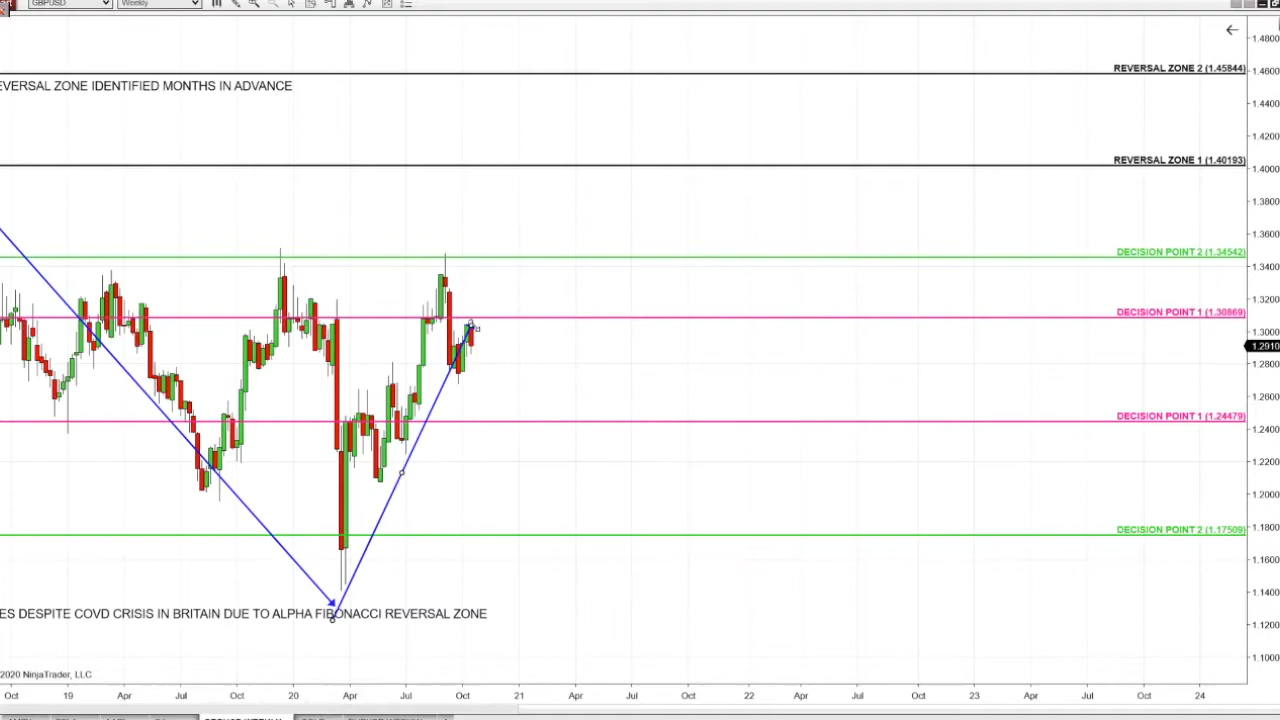 GBPUSD Weekly
1.4800
REVERSAL ZONE 2 (1.45844)
1.4600
EVERSAL ZONE IDENTIFIED MONTHS IN ADVANCE
1.4400
1.4200
REVERSAL ZONE 1 (1.40193)
1.4000
1.3800
1.3600
DECISION POINT 2 (1.34542)
1.3400
1.3200
DECISION POINT 1 (1.30869)
1.3000
1.2910
1.2800
1.2600
DECISION POINT 1 (1.24479)
1.2400
1.2200
1.2000
DECISION POINT 2 (1.17509)
1.1800
1.1600
1.1400
ES DESPITE COVD CRISIS IN BRITAIN DUE TO ALPHA FIBONACCI REVERSAL ZONE
1.1200
1.1000
2020 NinjaTrader, LLC
Oct 19 Apr Jul Oct 20 Apr Jul Oct 21 Apr Jul Oct 22 Apr Jul Oct 23 Apr Jul Oct 24